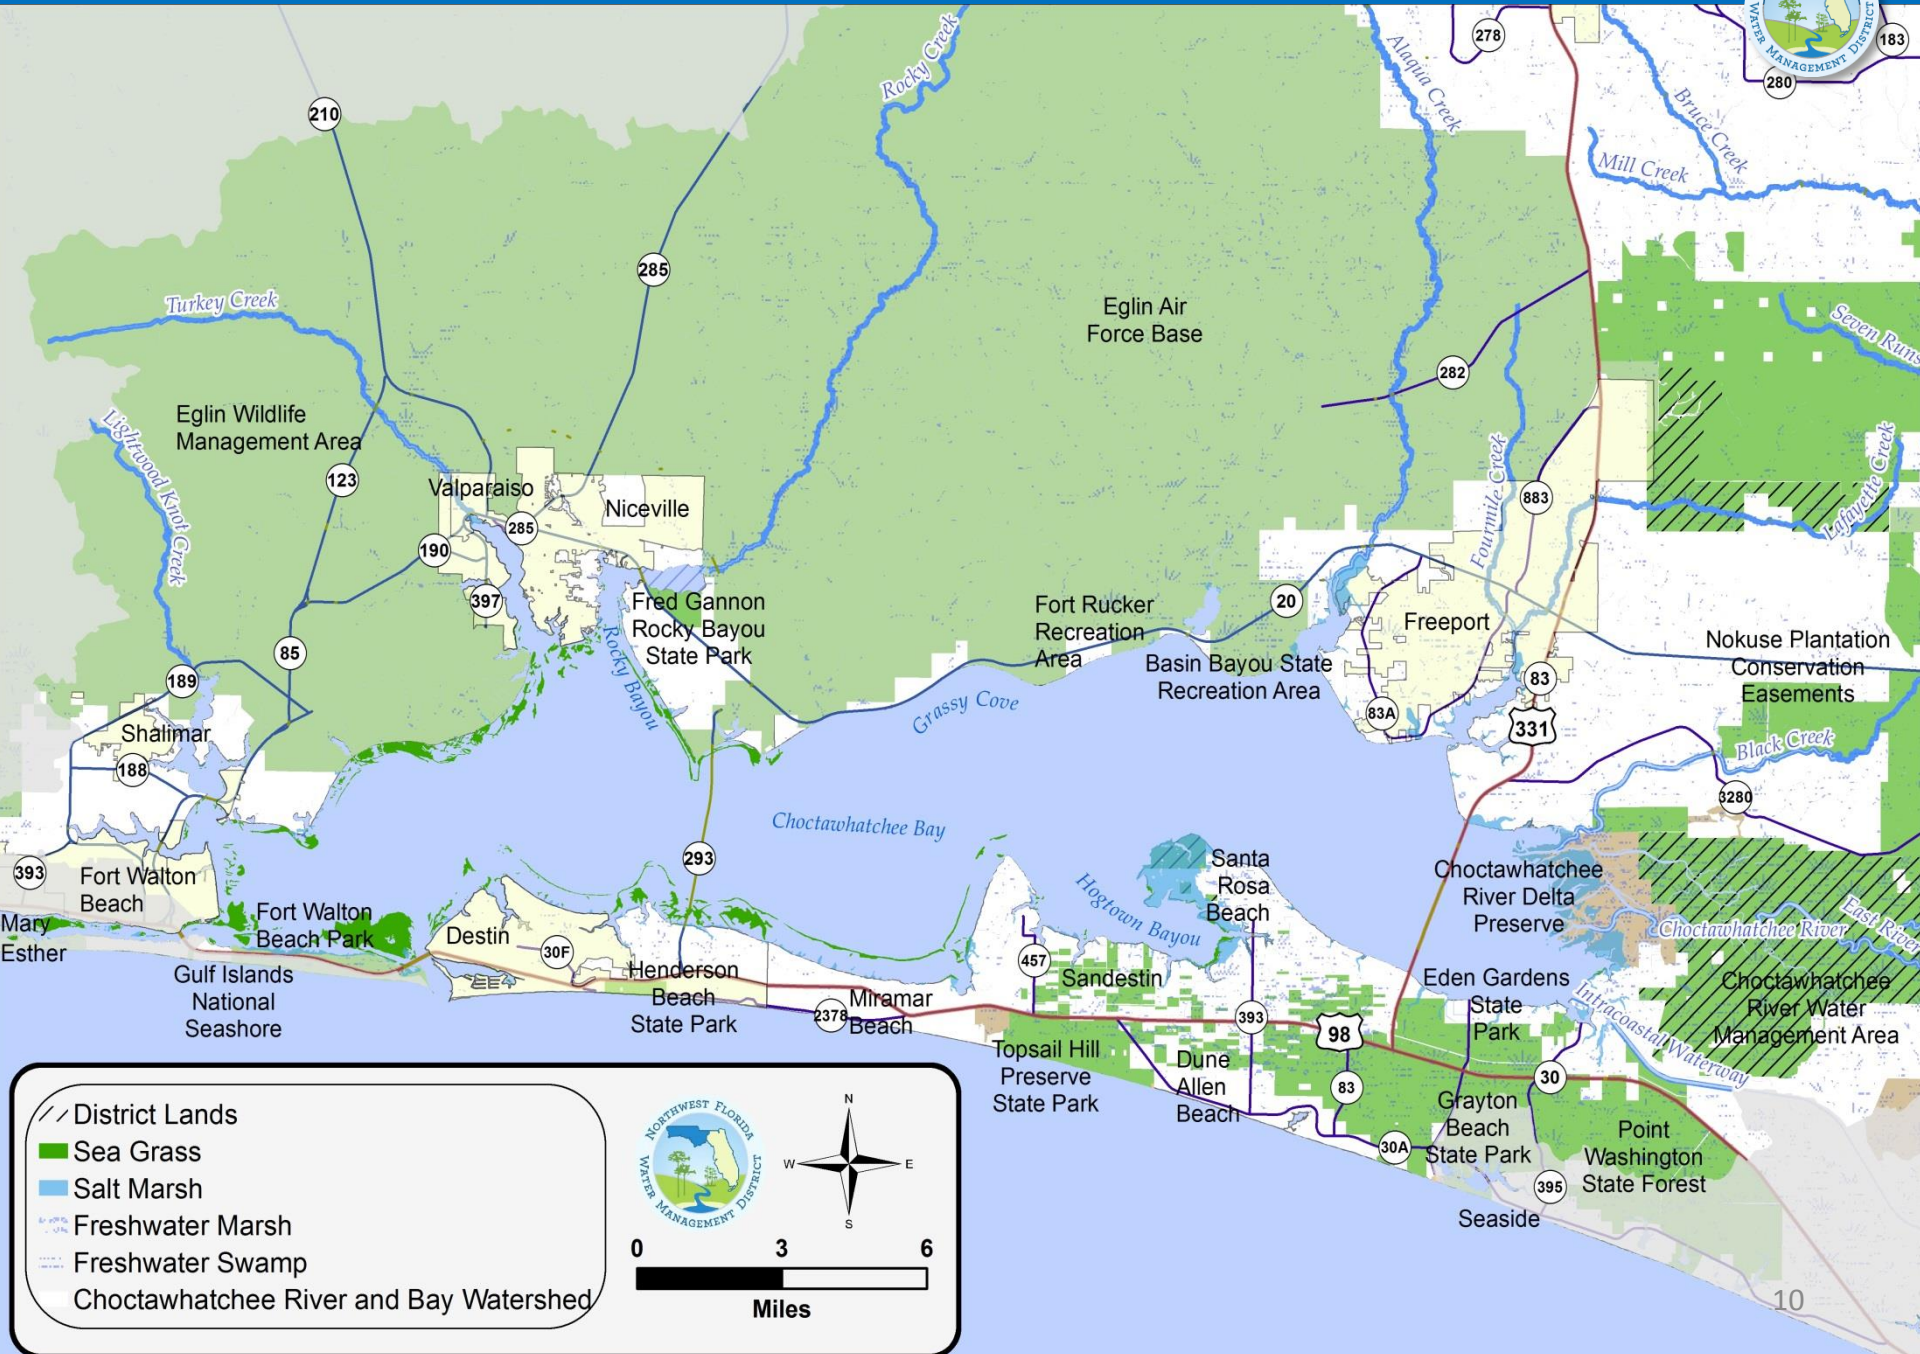 278
183
280
WATER MANAGEMENT DISTRICT
Rocky Creek
Alaqua Creek
Bruce Creek
Mill Creek
210
285
Turkey Creek
Eglin Air
Force Base
Seven Runs
282
Lightwood Knot Creek
Eglin Wildlife
Management Area
123
Valparaiso
Niceville
285
190
397
Fourmile Creek
883
Lafayette Creek
Fred Gannon
Rocky Bayou
State Park
Rocky Bayou
Fort Rucker
Recreation
Area
20
Basin Bayou State
Recreation Area
Freeport
Nokuse Plantation
Conservation
Easements
85
189
Grassy Cove
83A
83
331
Shalimar
188
Black Creek
3280
Choctawhatchee Bay
293
393
Fort Walton
Beach
Mary
Esther
Fort Walton
Beach Park
Gulf Islands
National
Seashore
Destin
30F
Henderson
Beach
State Park
2378
Miramar
Beach
457
Sandestin
Hogtown Bayou
Santa
Rosa
Beach
Choctawhatchee
River Delta
Preserve
Choctawhatchee River
East River
Choctawhatchee
River Water
Management Area
Eden Gardens
State
Park
Intracoastal Waterway
393
98
83
30
Topsail Hill
Preserve
State Park
Dune
Allen
Beach
30A
Grayton
Beach
State Park
Point
Washington
State Forest
395
Seaside
District Lands
Sea Grass
Salt Marsh
Freshwater Marsh
Freshwater Swamp
Choctawhatchee River and Bay Watershed
NORTHWEST FLORIDA
WATER MANAGEMENT DISTRICT
N
W E
S
0 3 6
Miles
10